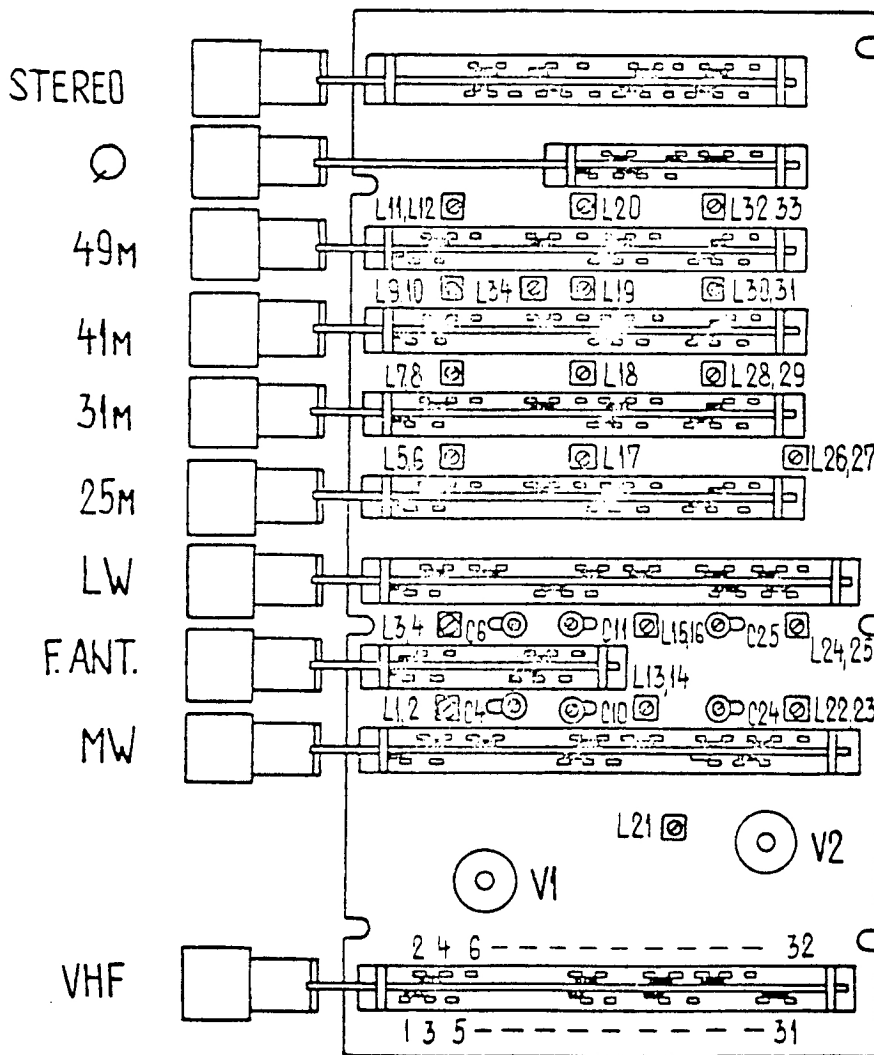 STEREO
L11,L12 L20 L32 33
49M
L9,10 L34 L19 L30,31
41M
L7,8 L18 L28,29
31M
L5,6 L17 L26,27
25M
LW
L3,4 C6 C11 L15,16 C25 L24,25
F.ANT.
L13,14
L1,2 C4 C10 C24 L22,23
MW
L21
V2
V1
2 4 6 – – – – – – – – – – 32
VHF
1 3 5 – – – – – – – – – – 31